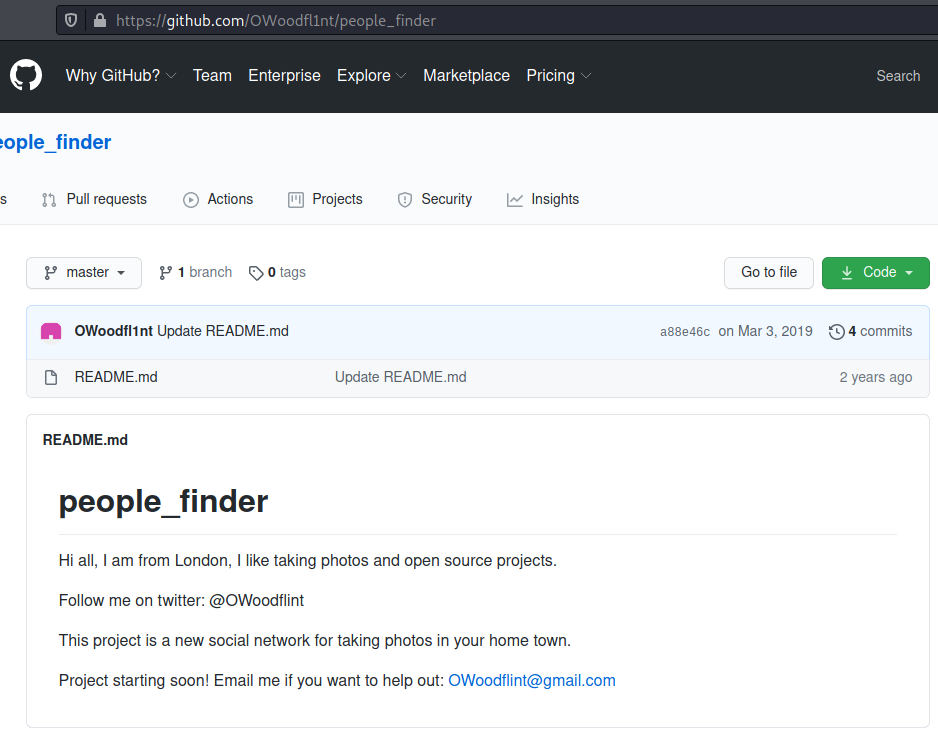 https://github.com/OWoodfl1nt/people_finder
Why GitHub? Team Enterprise Explore Marketplace Pricing Search
eople_finder
s Pull requests Actions Projects Security Insights
master 1 branch 0 tags Go to file Code
OWoodfl1nt Update README.md a88e46c on Mar 3, 2019 4 commits
README.md Update README.md 2 years ago
README.md
people_finder
Hi all, I am from London, I like taking photos and open source projects.
Follow me on twitter: @OWoodflint
This project is a new social network for taking photos in your home town.
Project starting soon! Email me if you want to help out: OWoodflint@gmail.com